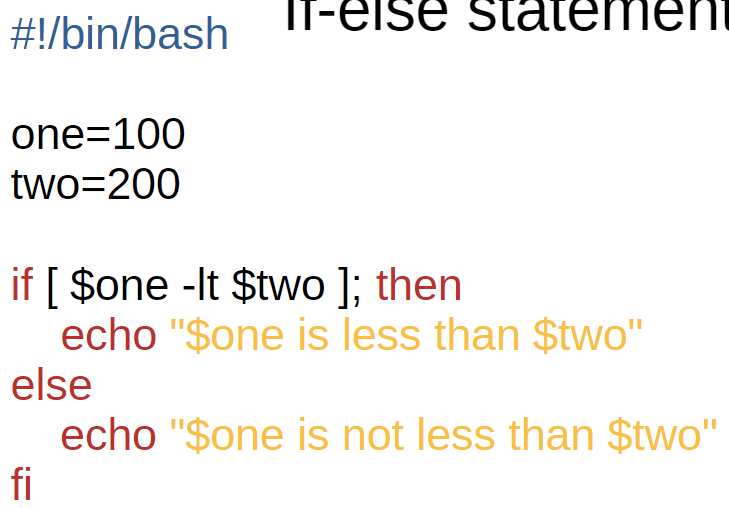 If-else statement
#!/bin/bash
one=100
two=200
if [ $one -lt $two ]; then
echo "$one is less than $two"
else
echo "$one is not less than $two"
fi